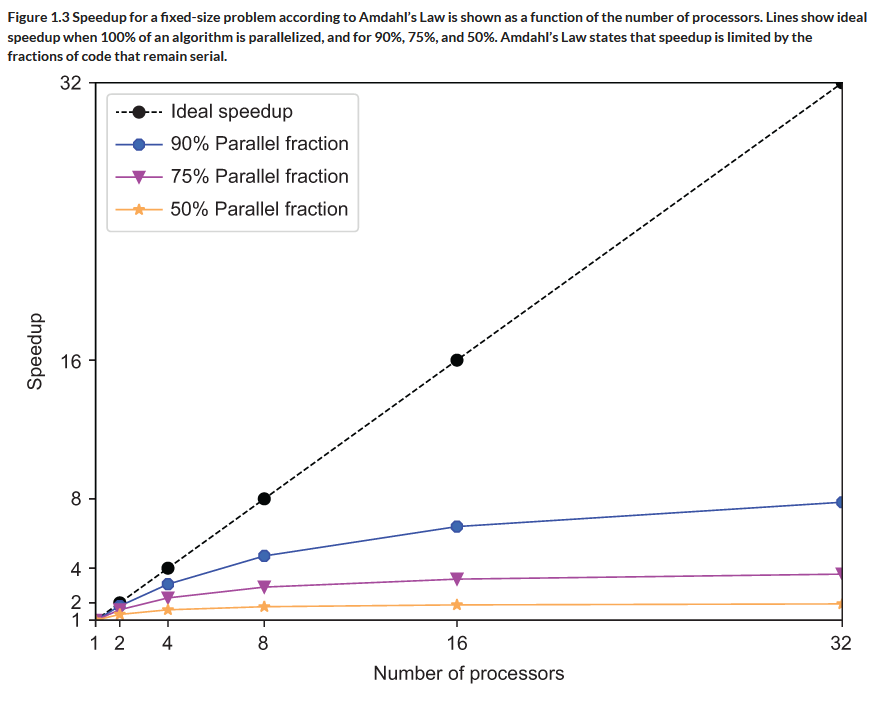 Figure 1.3 Speedup for a fixed-size problem according to Amdahl’s Law is shown as a function of the number of processors. Lines show ideal
speedup when 100% of an algorithm is parallelized, and for 90%, 75%, and 50%. Amdahl’s Law states that speedup is limited by the
fractions of code that remain serial.
32
Ideal speedup
90% Parallel fraction
75% Parallel fraction
50% Parallel fraction
Speedup
16
8
4
2
1
1 2 4 8 16 32
Number of processors